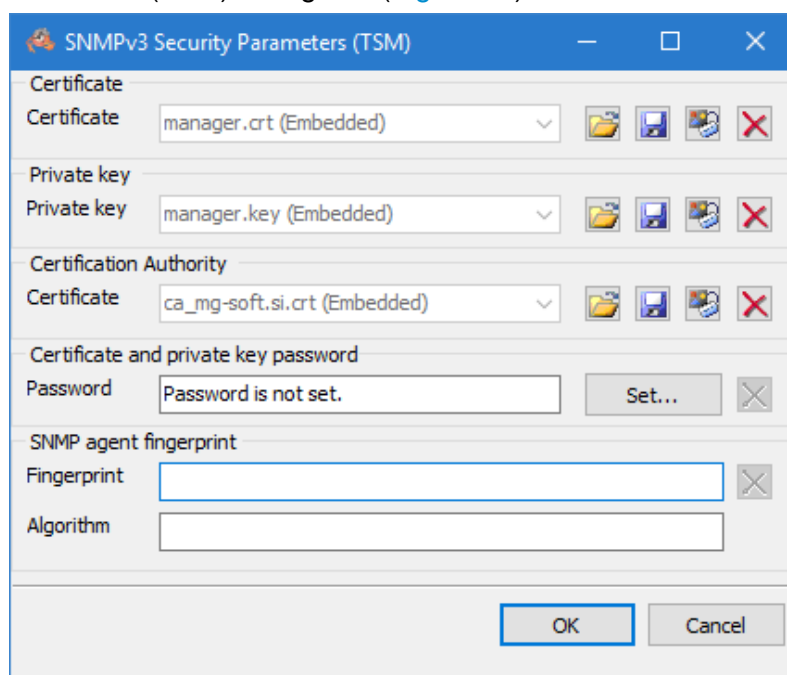 SNMPv3 Security Parameters (TSM)
Certificate
Certificate manager.crt (Embedded)
Private key
Private key manager.key (Embedded)
Certification Authority
Certificate ca_mg-soft.si.crt (Embedded)
Certificate and private key password
Password Password is not set. Set...
SNMP agent fingerprint
Fingerprint
Algorithm
OK Cancel